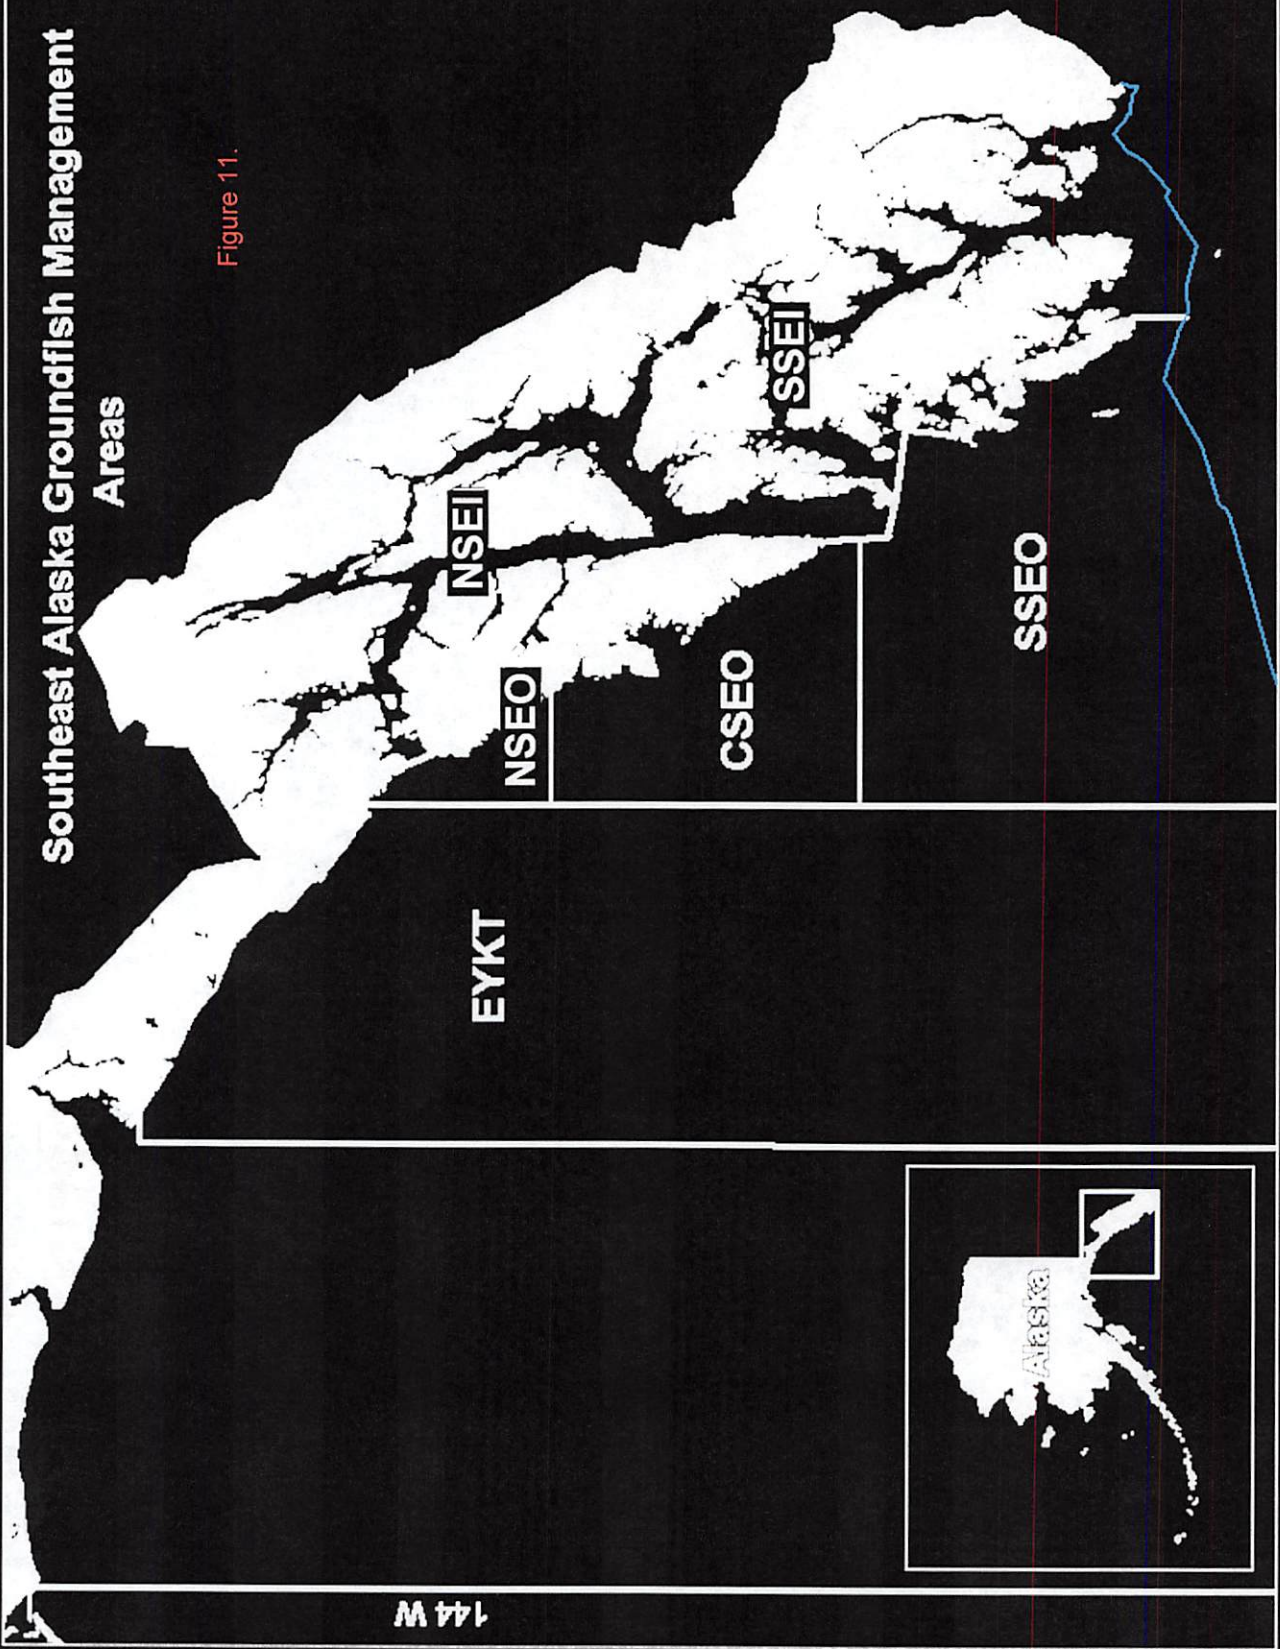 Southeast Alaska Groundfish Management
Areas
Figure 11.
NSEI
SSEI
NSEO
CSEO
SSEO
EYKT
Alaska
144 W